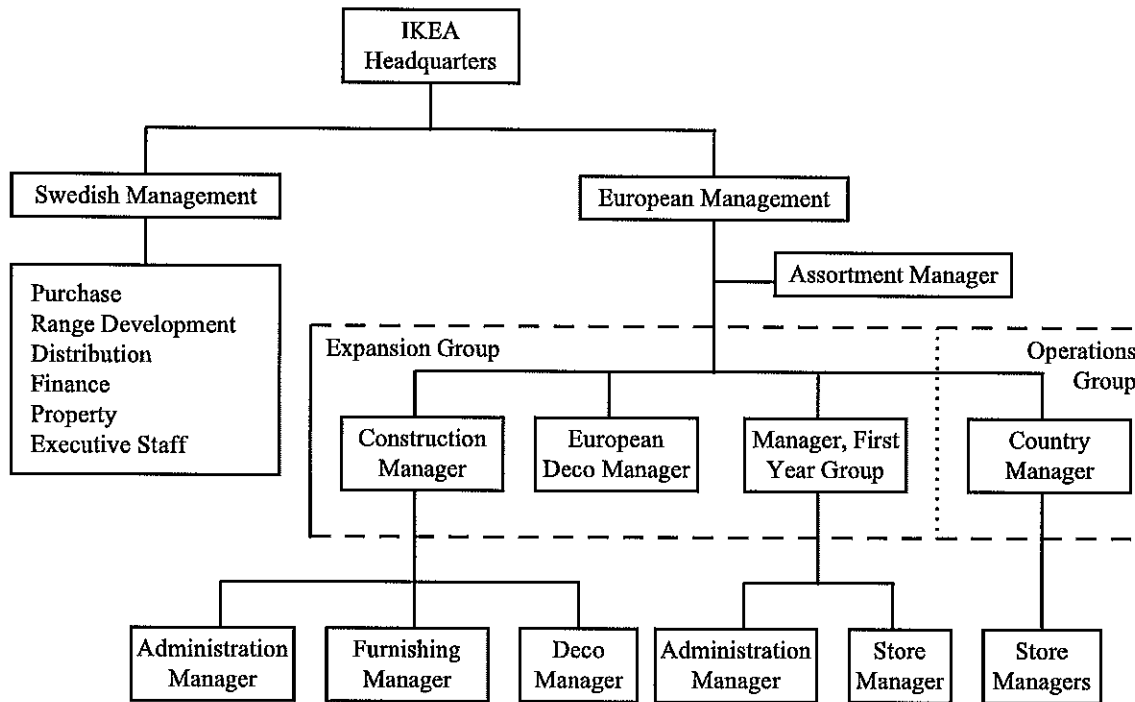 IKEA
Headquarters
Swedish Management
European Management
Assortment Manager
Purchase
Range Development
Distribution
Finance
Property
Executive Staff
Expansion Group
Operations
Group
Construction
Manager
European
Deco Manager
Manager, First
Year Group
Country
Manager
Administration
Manager
Furnishing
Manager
Deco
Manager
Administration
Manager
Store
Manager
Store
Managers